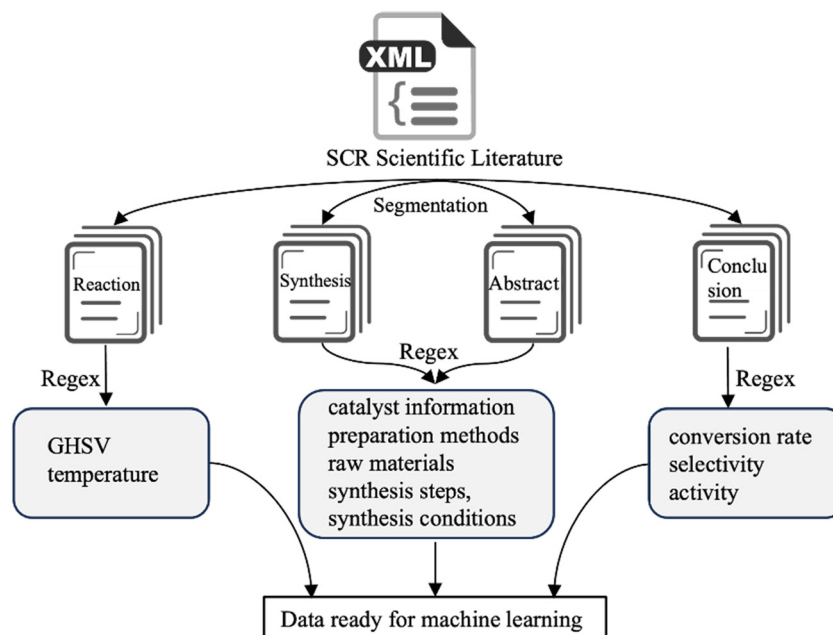 XML
SCR Scientific Literature
Segmentation
Reaction
Synthesis
Abstract
Conclu
sion
Regex
Regex
Regex
GHSV
temperature
catalyst information
preparation methods
raw materials
synthesis steps,
synthesis conditions
conversion rate
selectivity
activity
Data ready for machine learning